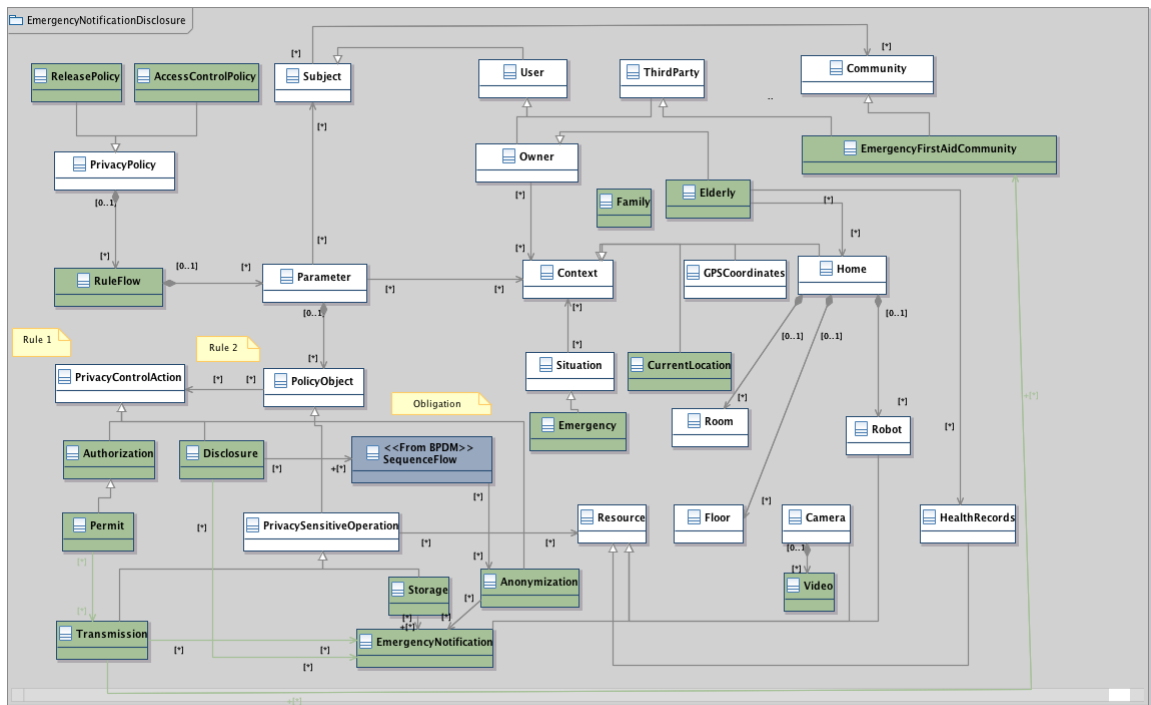 EmergencyNotificationDisclosure
[*]
[*]
ReleasePolicy
AccessControlPolicy
Subject
User
ThirdParty
Community
..
[*]
PrivacyPolicy
Owner
EmergencyFirstAidCommunity
[0..1]
[*]
Family
Elderly
[*]
[*]
[*]
[*]
[*]
RuleFlow
[0..1]
[*]
Parameter
[*]
[*]
Context
GPSCoordinates
Home
[0..1]
[*]
[0..1]
[0..1]
[0..1]
Rule 1
Rule 2
[*]
[*]
PrivacyControlAction
[*]
[*]
PolicyObject
Situation
CurrentLocation
+[*]
Obligation
[*]
[*]
Room
Robot
Emergency
[*]
Authorization
Disclosure
[*]
+[*]
<<From BPDM>>
SequenceFlow
[*]
[*]
Permit
[*]
PrivacySensitiveOperation
[*]
[*]
Resource
Floor
Camera
HealthRecords
[*]
[*]
[0..1]
[*]
Video
Storage
Anonymization
[*]
[*]
[*]
[*]
+[*]
Transmission
EmergencyNotification
[*]
[*]
[*]
+[*]